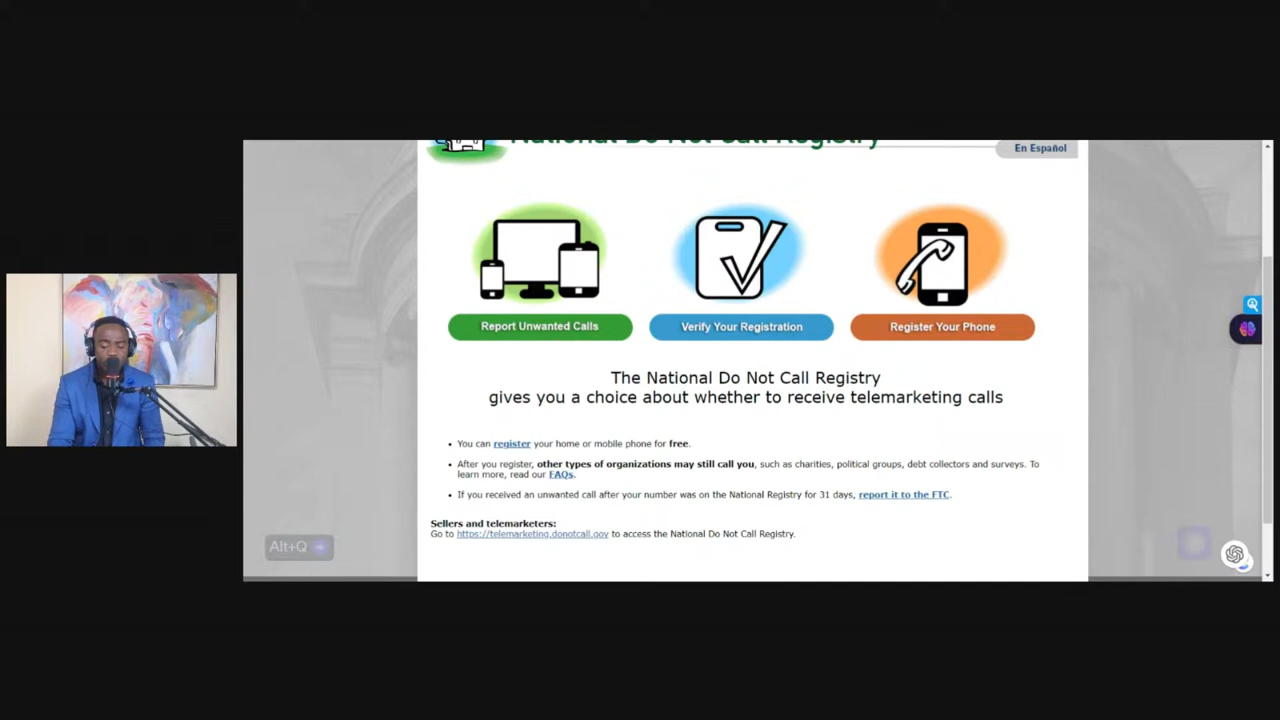 National Do Not Call Registry
En Español
Report Unwanted Calls
Verify Your Registration
Register Your Phone
The National Do Not Call Registry
gives you a choice about whether to receive telemarketing calls
You can register your home or mobile phone for free.
After you register, other types of organizations may still call you, such as charities, political groups, debt collectors and surveys. To
learn more, read our FAQs.
If you received an unwanted call after your number was on the National Registry for 31 days, report it to the FTC.
Sellers and telemarketers:
Go to https://telemarketing.donotcall.gov to access the National Do Not Call Registry.
Alt+Q